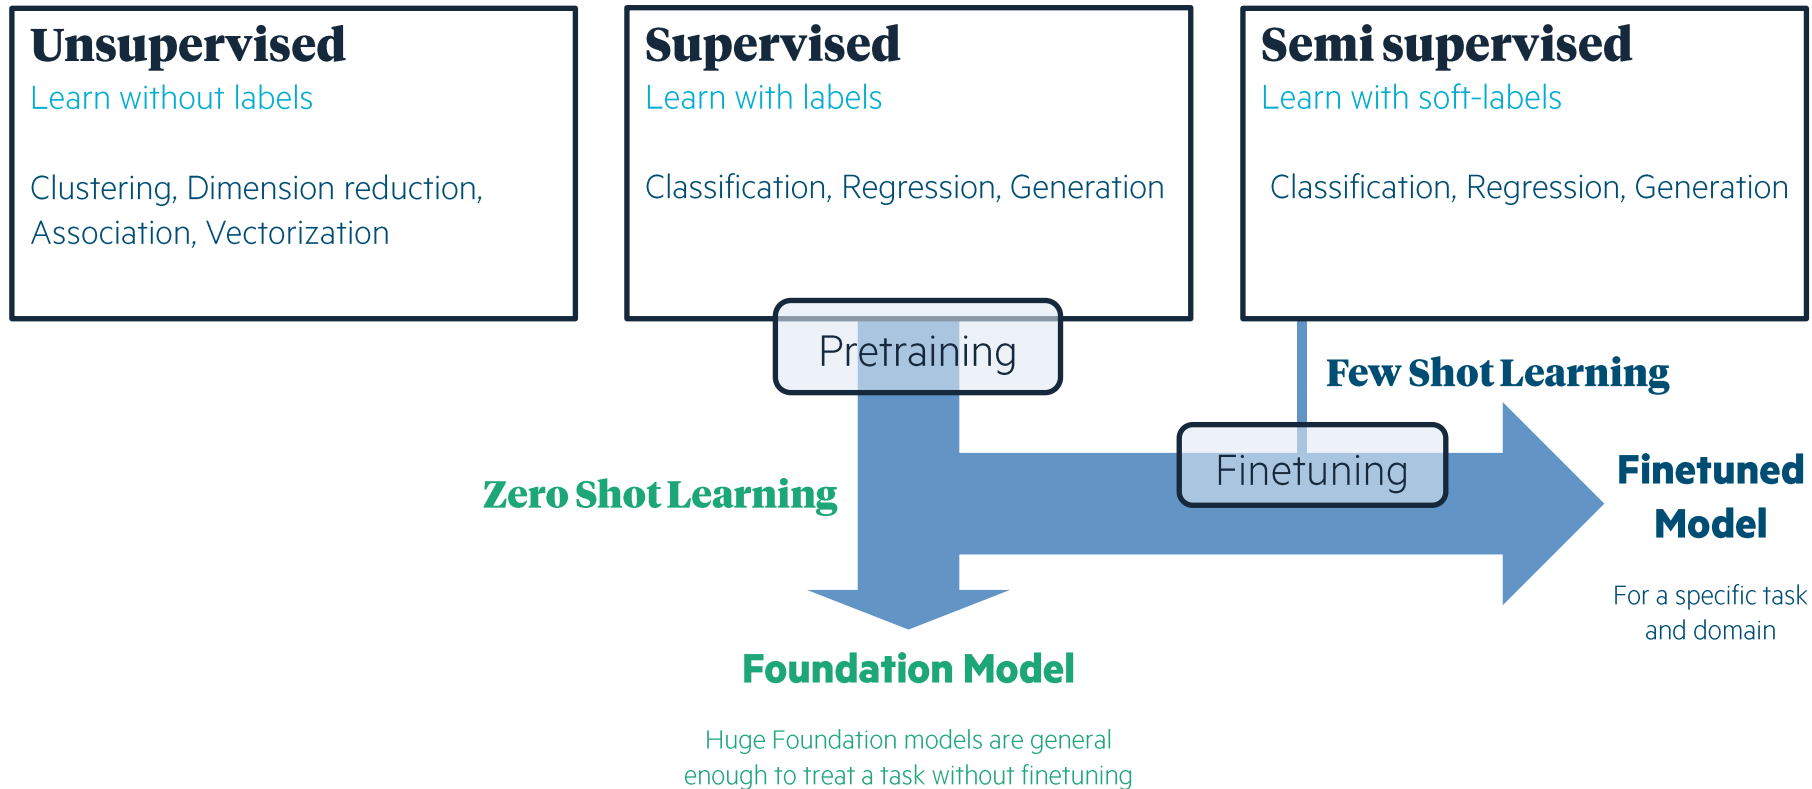 Unsupervised
Learn without labels
Clustering, Dimension reduction,
Association, Vectorization
Supervised
Learn with labels
Classification, Regression, Generation
Semi supervised
Learn with soft-labels
Classification, Regression, Generation
Pretraining
Few Shot Learning
Finetuning
Zero Shot Learning
Finetuned
Model
For a specific task
and domain
Foundation Model
Huge Foundation models are general
enough to treat a task without finetuning